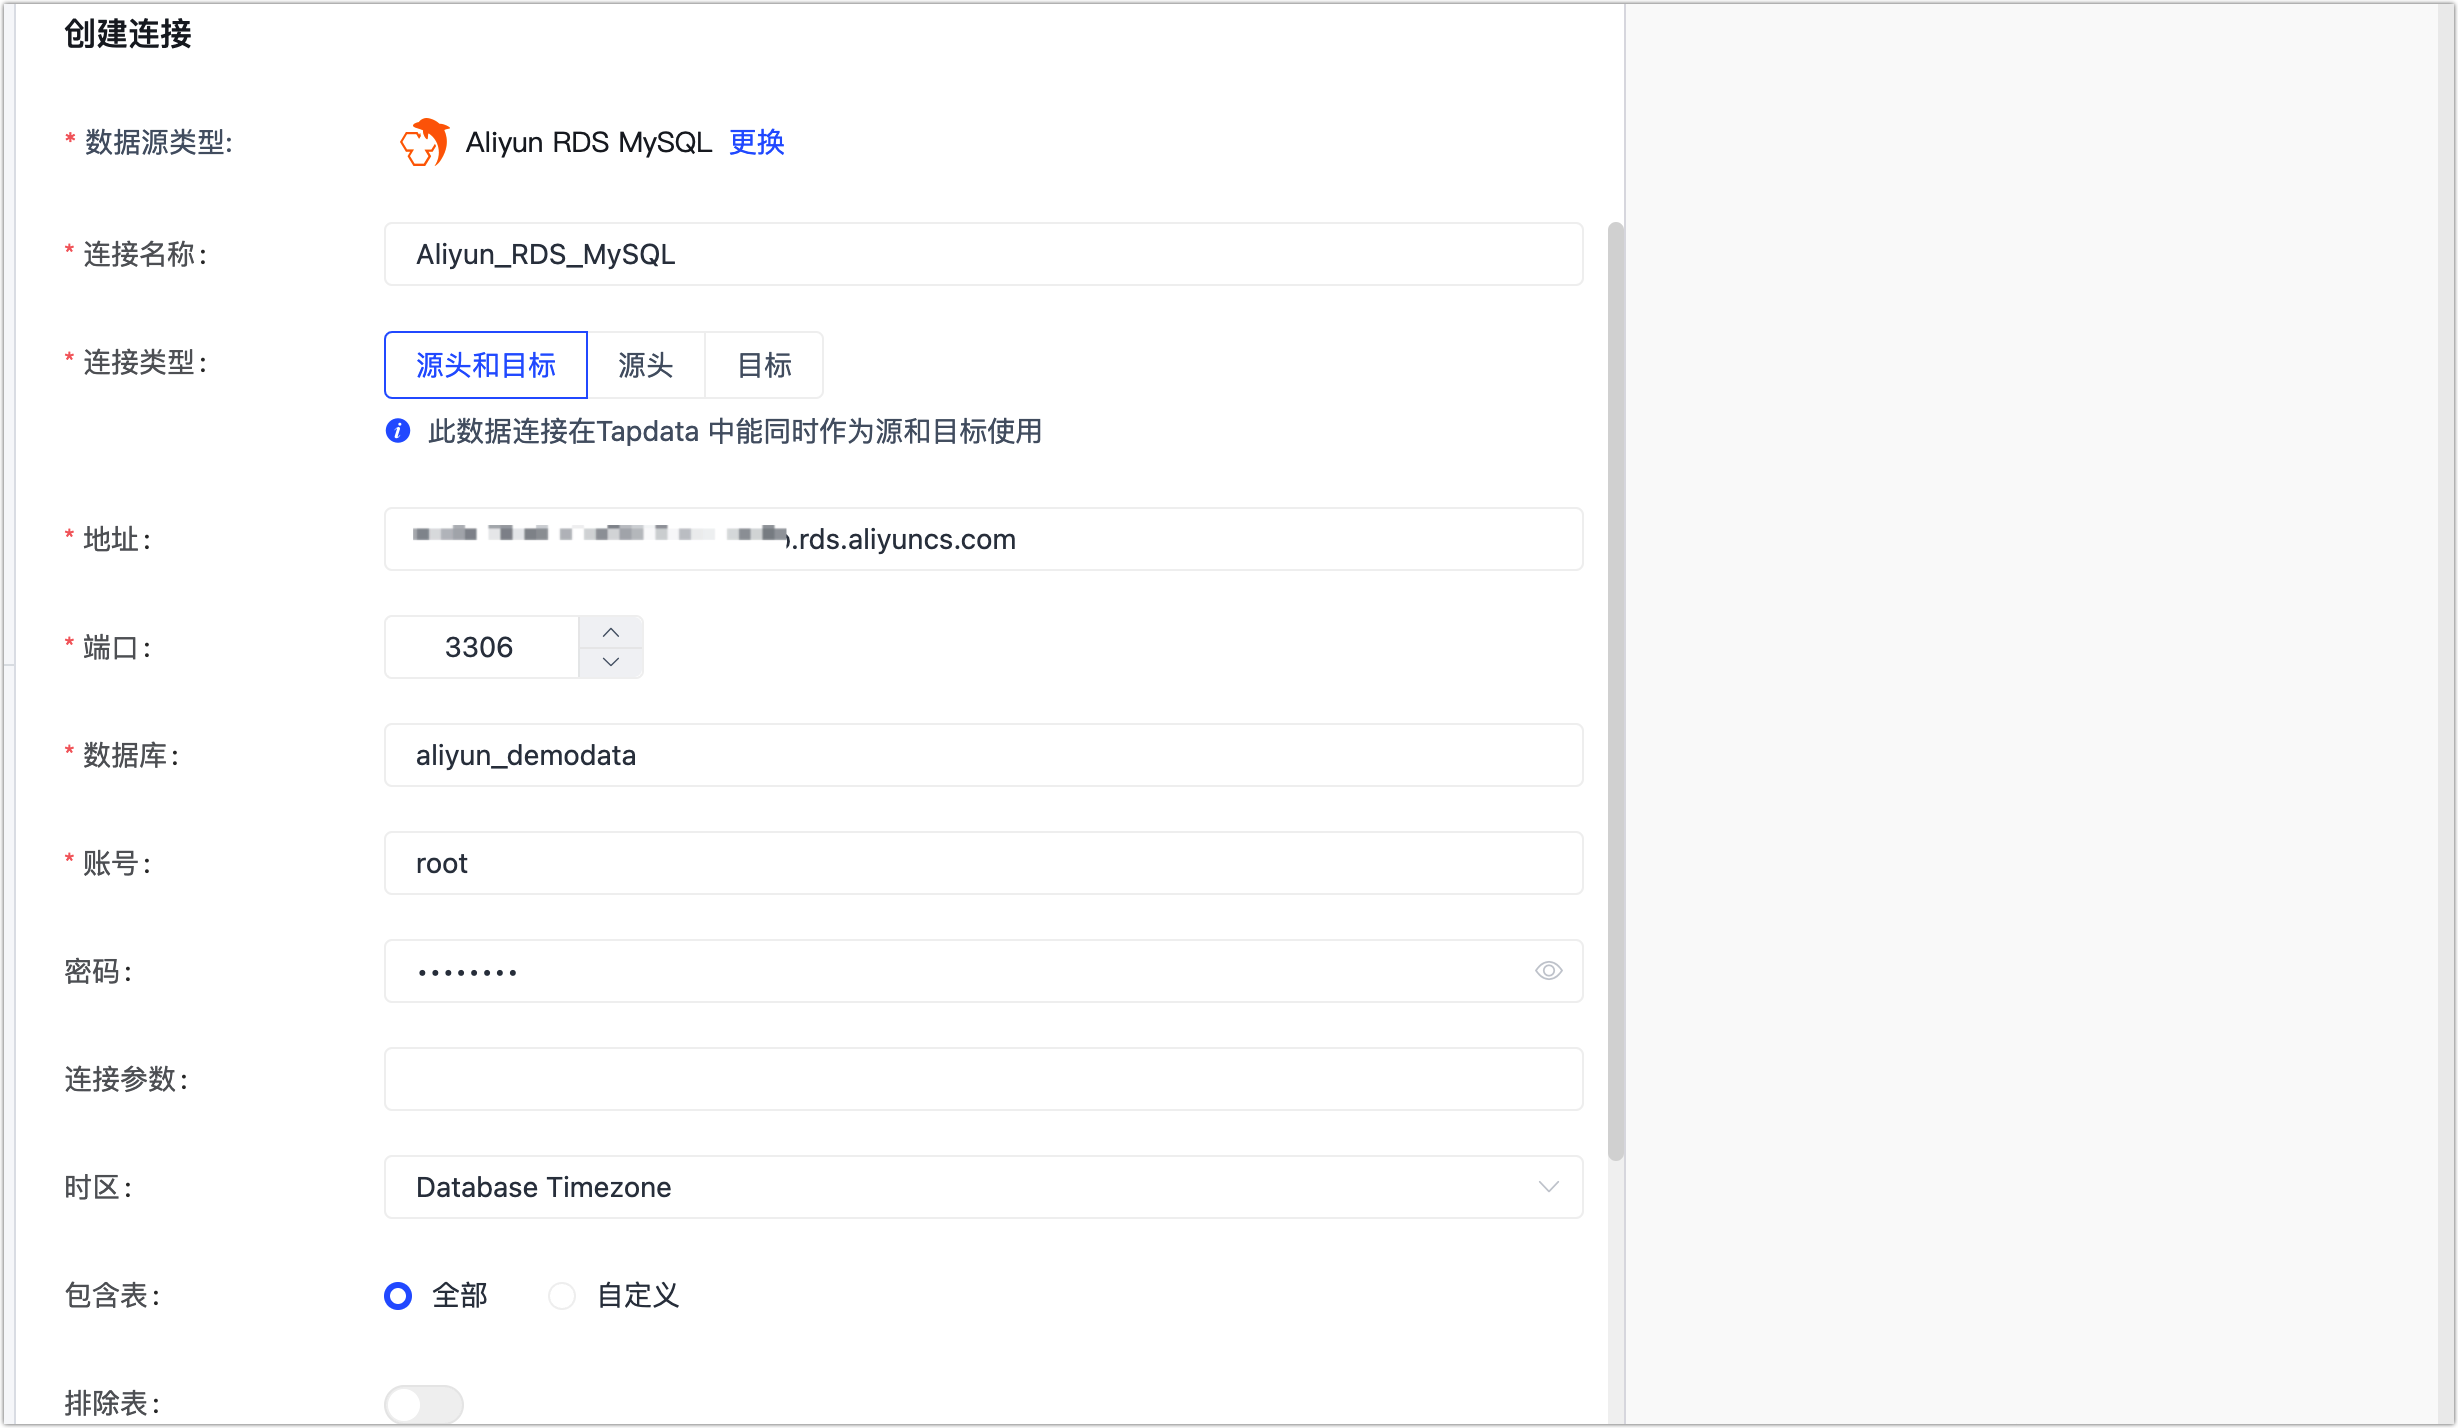 创建连接
* 数据源类型: Aliyun RDS MySQL 更换
* 连接名称: Aliyun_RDS_MySQL
* 连接类型: 源头和目标 源头 目标
此数据连接在Tapdata 中能同时作为源和目标使用
* 地址: .rds.aliyuncs.com
* 端口: 3306
* 数据库: aliyun_demodata
* 账号: root
密码: ••••••••
连接参数:
时区: Database Timezone
包含表: 全部 自定义
排除表: